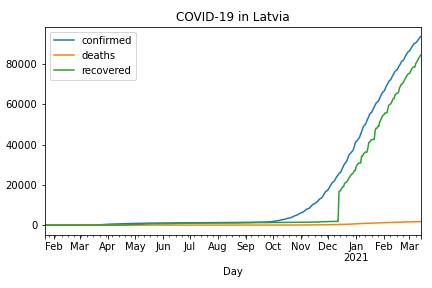 COVID-19 in Latvia
confirmed
deaths
recovered
80000
60000
40000
20000
0
Feb Mar Apr May Jun Jul Aug Sep Oct Nov Dec Jan Feb Mar
2021
Day